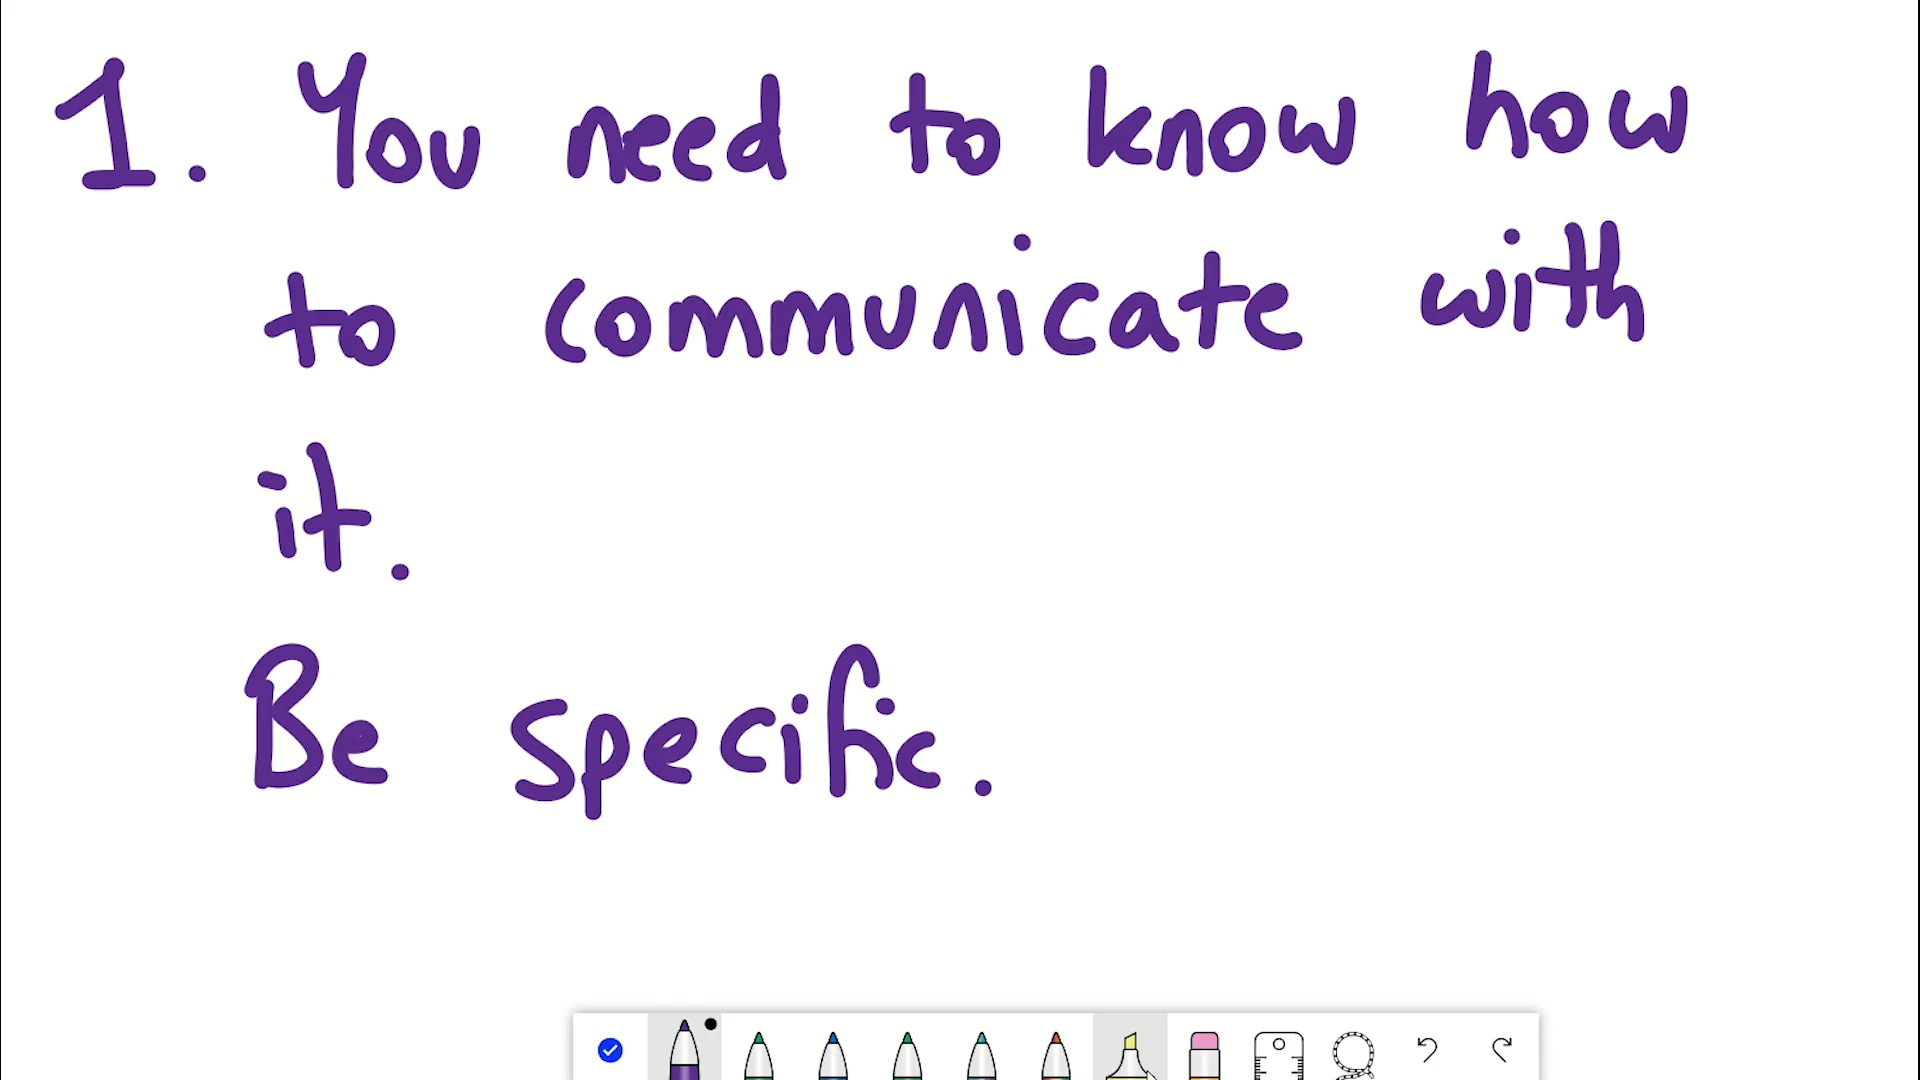 1. You need to know how
to communicate with
it.
Be specific.